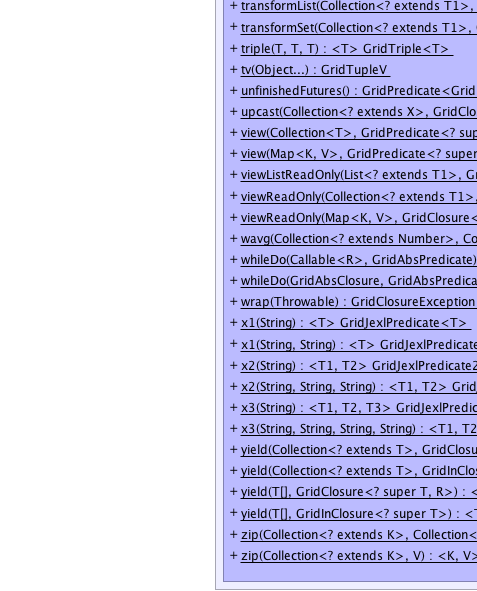 + transformList(Collection<? extends T1>,
+ transformSet(Collection<? extends T1>,
+ triple(T, T, T) : <T> GridTriple<T>
+ tv(Object...) : GridTupleV
+ unfinishedFutures() : GridPredicate<Grid
+ upcast(Collection<? extends X>, GridClo
+ view(Collection<T>, GridPredicate<? sup
+ view(Map<K, V>, GridPredicate<? super
+ viewListReadOnly(List<? extends T1>, Gr
+ viewReadOnly(Collection<? extends T1>,
+ viewReadOnly(Map<K, V>, GridClosure<
+ wavg(Collection<? extends Number>, Co
+ whileDo(Callable<R>, GridAbsPredicate)
+ whileDo(GridAbsClosure, GridAbsPredica
+ wrap(Throwable) : GridClosureException
+ x1(String) : <T> GridJexlPredicate<T>
+ x1(String, String) : <T> GridJexlPredicate
+ x2(String) : <T1, T2> GridJexlPredicate2
+ x2(String, String, String) : <T1, T2> Grid
+ x3(String) : <T1, T2, T3> GridJexlPredic
+ x3(String, String, String, String) : <T1, T2
+ yield(Collection<? extends T>, GridClosu
+ yield(Collection<? extends T>, GridInClos
+ yield(T[], GridClosure<? super T, R>) : <
+ yield(T[], GridInClosure<? super T>) : <T
+ zip(Collection<? extends K>, Collection<
+ zip(Collection<? extends K>, V) : <K, V>